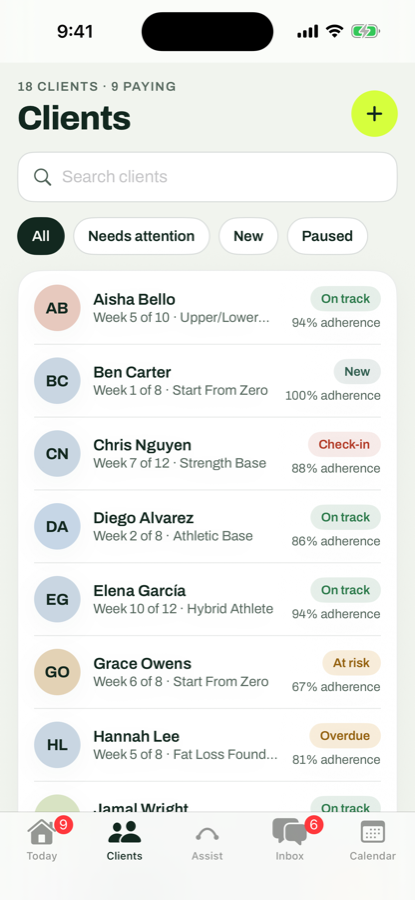 9:41
18 CLIENTS · 9 PAYING
Clients
+
Search clients
All Needs attention New Paused
AB Aisha Bello On track
Week 5 of 10 · Upper/Lower... 94% adherence
BC Ben Carter New
Week 1 of 8 · Start From Zero 100% adherence
CN Chris Nguyen Check-in
Week 7 of 12 · Strength Base 88% adherence
DA Diego Alvarez On track
Week 2 of 8 · Athletic Base 86% adherence
EG Elena García On track
Week 10 of 12 · Hybrid Athlete 94% adherence
GO Grace Owens At risk
Week 6 of 8 · Start From Zero 67% adherence
HL Hannah Lee Overdue
Week 5 of 8 · Fat Loss Found... 81% adherence
Jamal Wright On track
9 6
Today Clients Assist Inbox Calendar